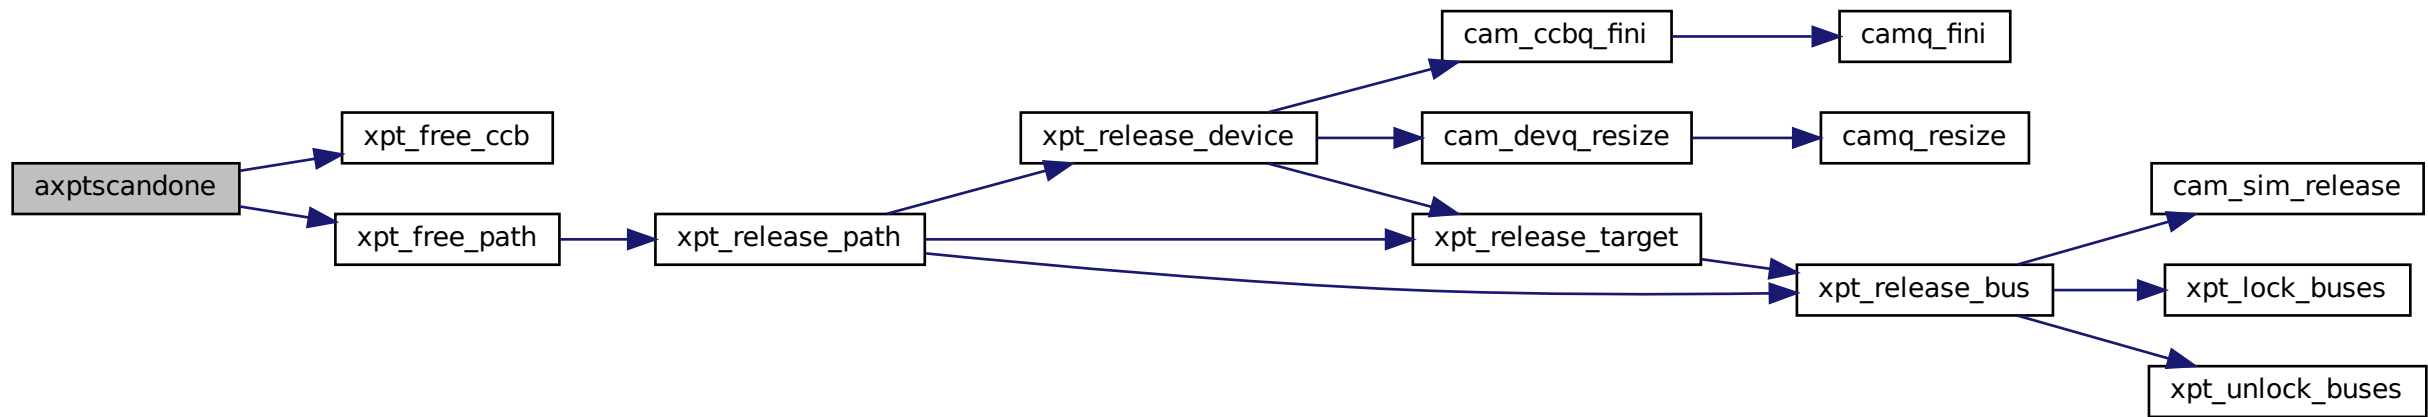 cam_ccbq_fini
camq_fini
xpt_free_ccb
xpt_release_device
cam_devq_resize
camq_resize
axptscandone
cam_sim_release
xpt_free_path
xpt_release_path
xpt_release_target
xpt_release_bus
xpt_lock_buses
xpt_unlock_buses